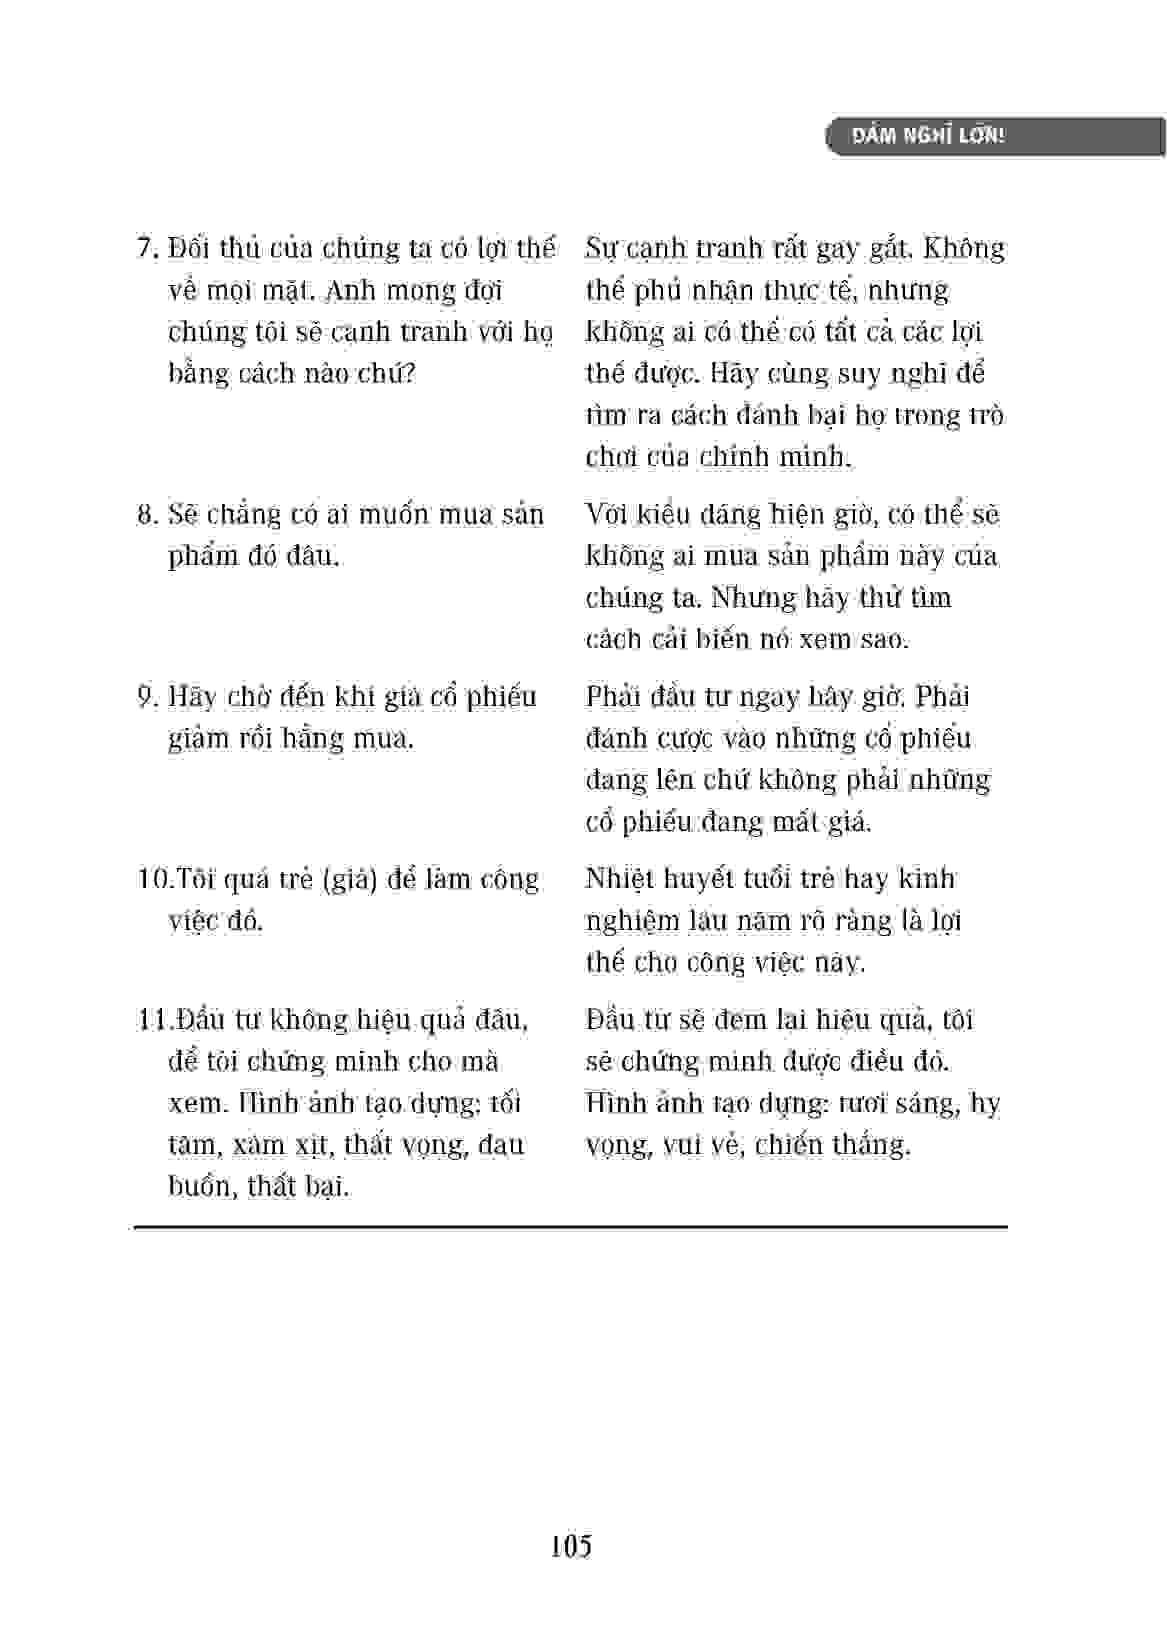 DÁM NGHĨ LỚN!
7. Đối thủ của chúng ta có lợi thế
về mọi mặt. Anh mong đợi
chúng tôi sẽ cạnh tranh với họ
bằng cách nào chứ?
Sự cạnh tranh rất gay gắt. Không
thể phủ nhận thực tế, nhưng
không ai có thể có tất cả các lợi
thế được. Hãy cùng suy nghĩ để
tìm ra cách đánh bại họ trong trò
chơi của chính mình.
8. Sẽ chẳng có ai muốn mua sản
phẩm đó đâu.
Với kiểu dáng hiện giờ, có thể sẽ
không ai mua sản phẩm này của
chúng ta. Nhưng hãy thử tìm
cách cải biến nó xem sao.
9. Hãy chờ đến khi giá cổ phiếu
giảm rồi hẵng mua.
Phải đầu tư ngay bây giờ. Phải
đánh cược vào những cổ phiếu
đang lên chứ không phải những
cổ phiếu đang mất giá.
10.Tôi quá trẻ (già) để làm công
việc đó.
Nhiệt huyết tuổi trẻ hay kinh
nghiệm lâu năm rõ ràng là lợi
thế cho công việc này.
11.Đầu tư không hiệu quả đâu,
để tôi chứng minh cho mà
xem. Hình ảnh tạo dựng: tối
tăm, xám xịt, thất vọng, đau
buồn, thất bại.
Đầu tư sẽ đem lại hiệu quả, tôi
sẽ chứng minh được điều đó.
Hình ảnh tạo dựng: tươi sáng, hy
vọng, vui vẻ, chiến thắng.
105